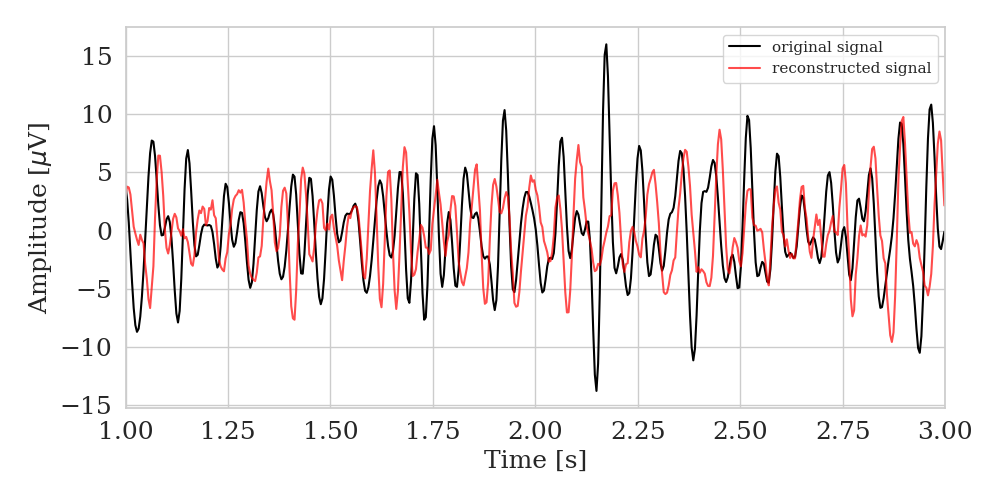 original signal
reconstructed signal
15
10
5
0
−5
−10
−15
Amplitude [μV]
1.00 1.25 1.50 1.75 2.00 2.25 2.50 2.75 3.00
Time [s]